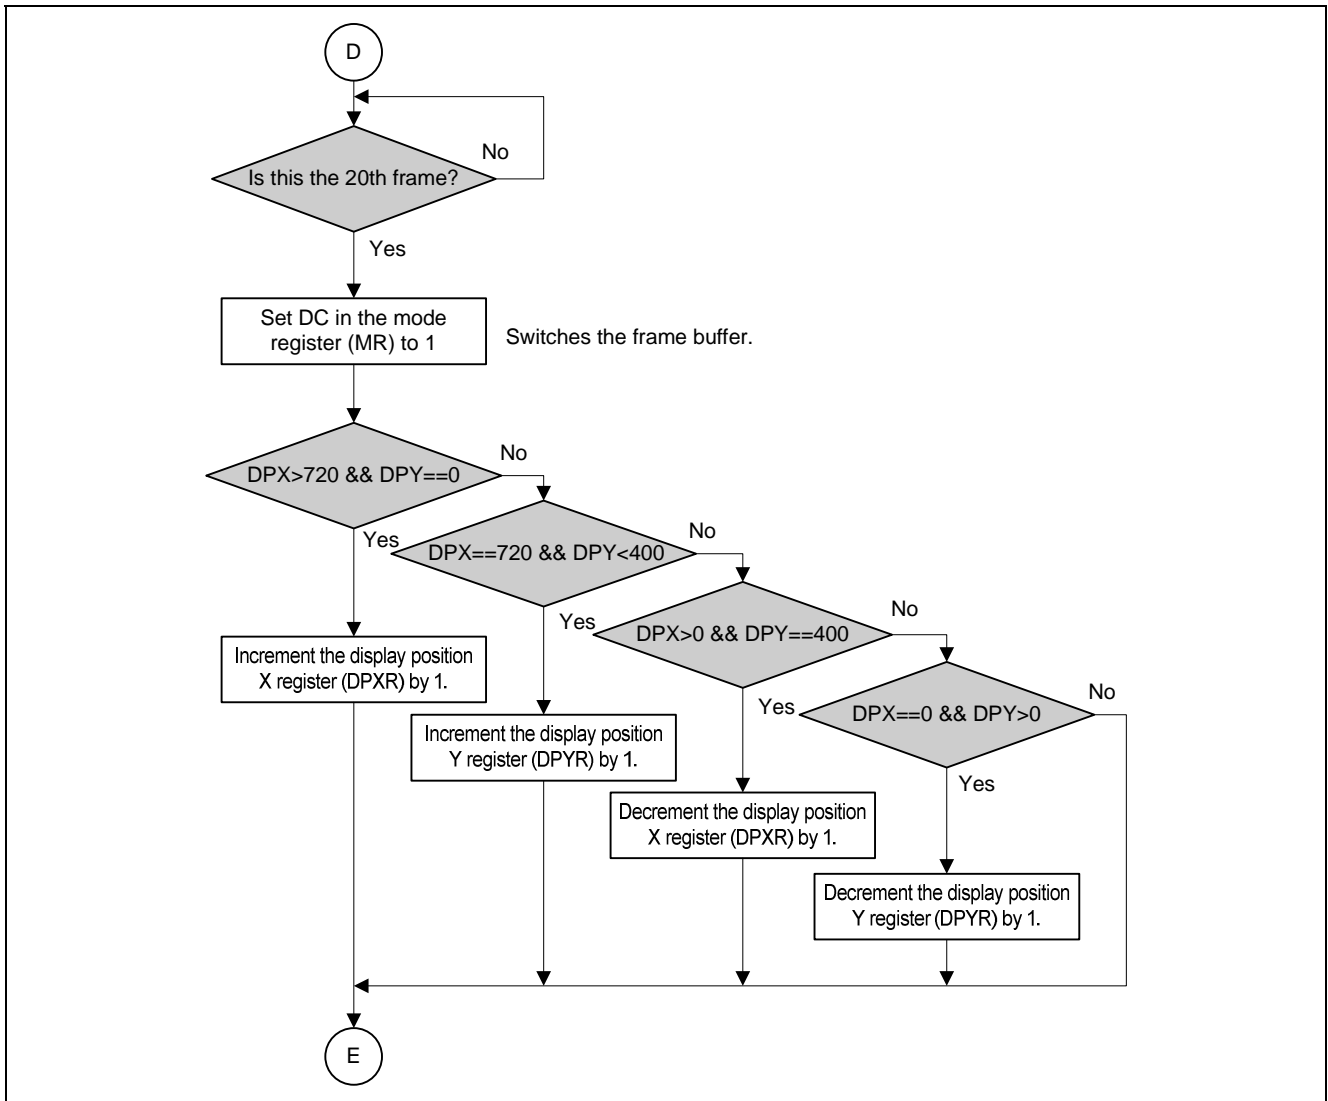 D
No
Is this the 20th frame?
Yes
Set DC in the mode
register (MR) to 1
Switches the frame buffer.
No
DPX>720 && DPY==0
Yes
No
DPX==720 && DPY<400
Yes
No
DPX>0 && DPY==400
Yes
No
DPX==0 && DPY>0
Yes
Increment the display position
X register (DPXR) by 1.
Increment the display position
Y register (DPYR) by 1.
Decrement the display position
X register (DPXR) by 1.
Decrement the display position
Y register (DPYR) by 1.
E